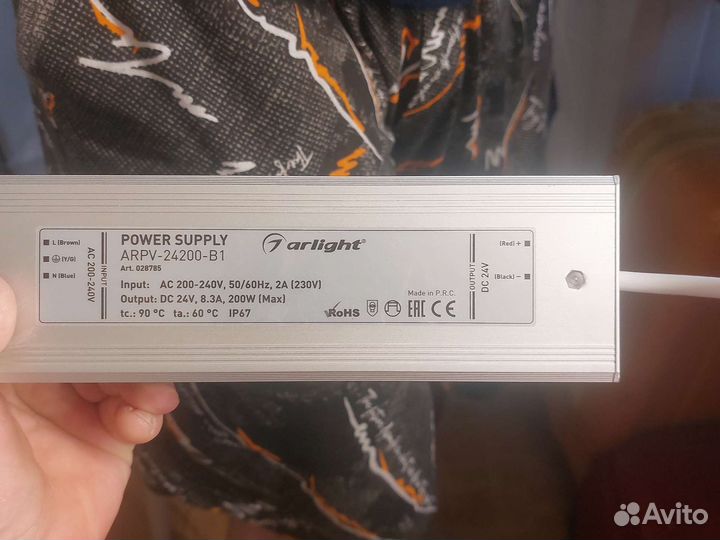 L (Brown)
(Y/G)
N (Blue)
AC 200-240V
INPUT
POWER SUPPLY
ARPV-24200-B1
Art. 028785
arlight
Input: AC 200-240V, 50/60Hz, 2A (230V)
Output: DC 24V, 8.3A, 200W (Max)
tc.: 90 °C ta.: 60 °C IP67
Made in P.R.C.
RoHS
EAC CE
OUTPUT
DC 24V
(Red) +
(Black) −
Avito